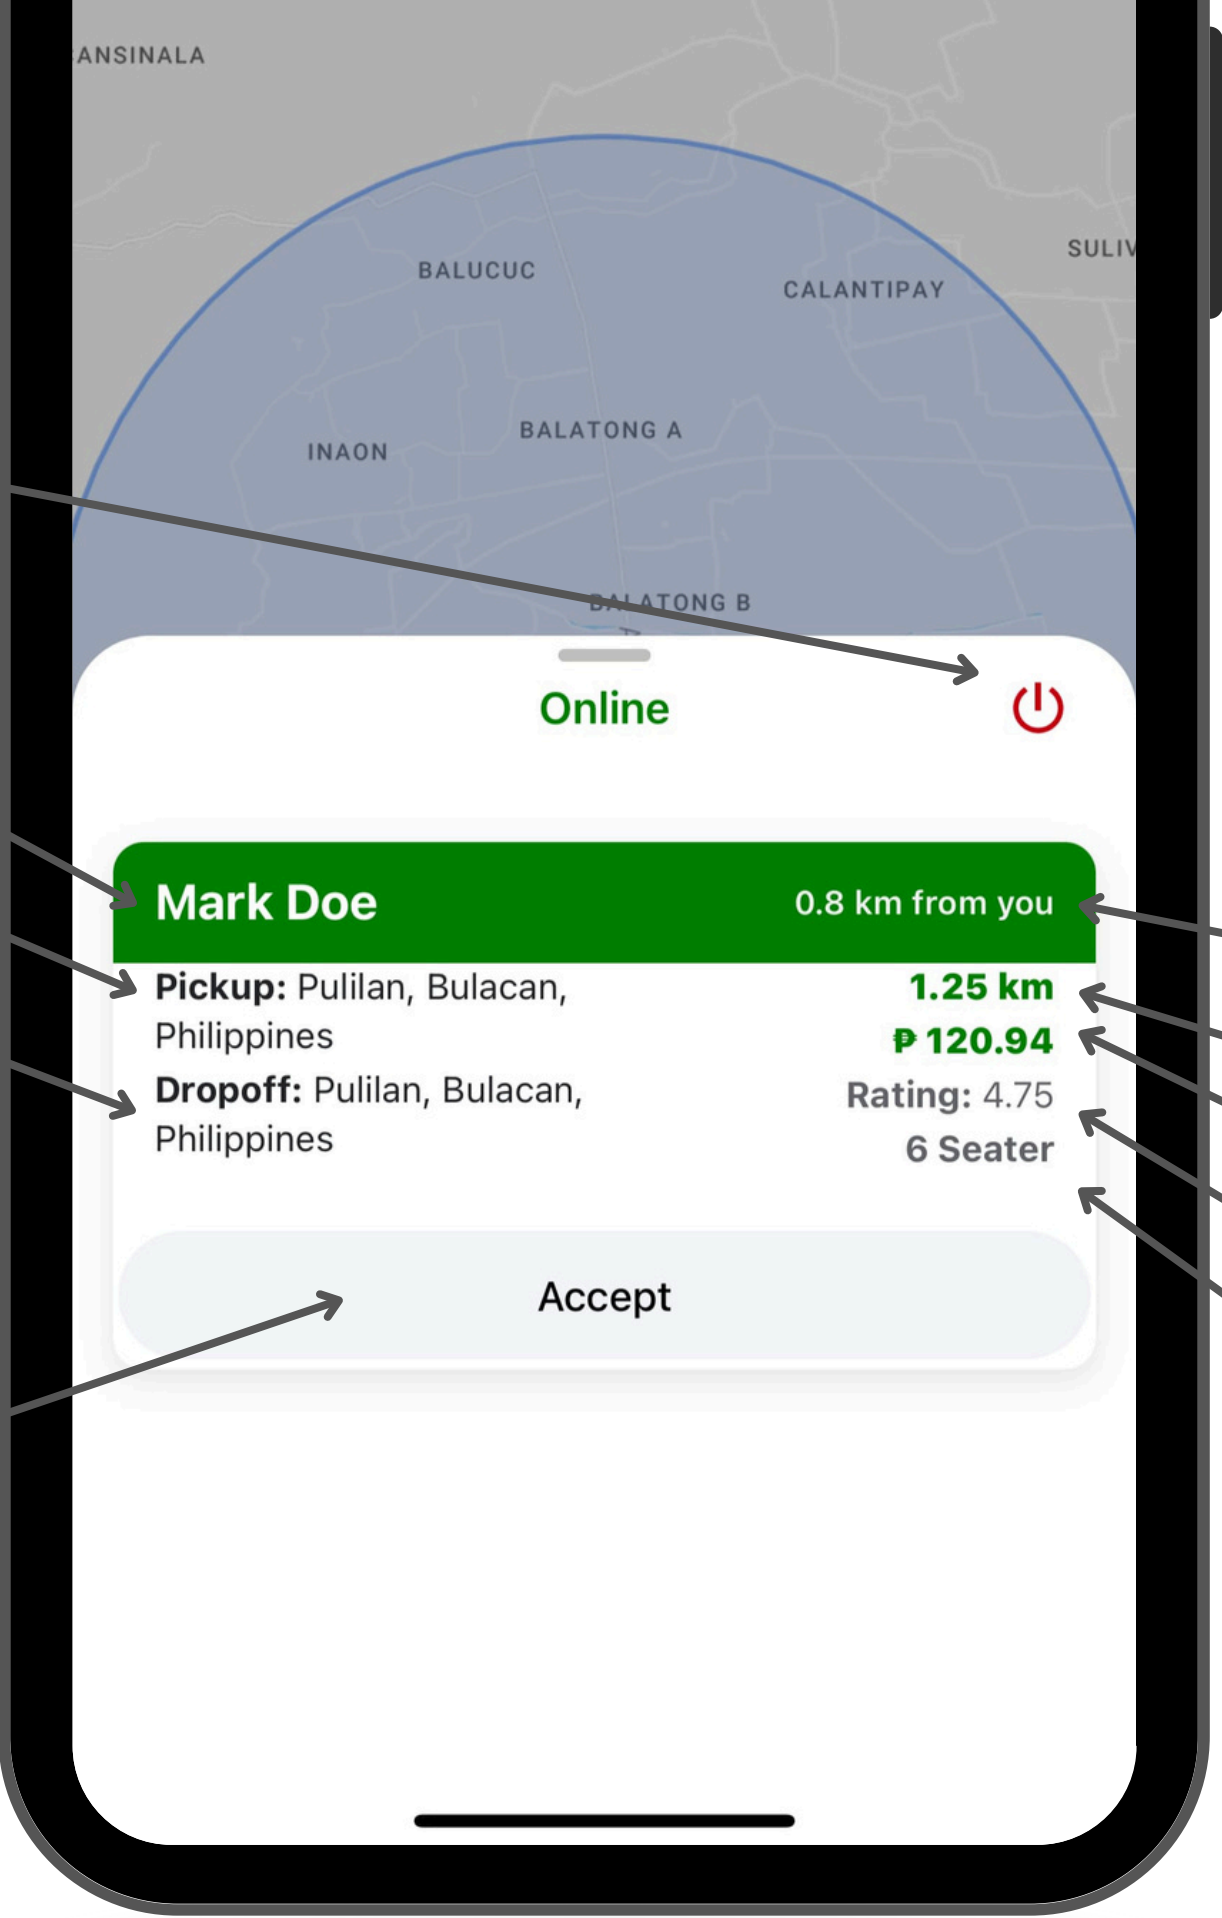 ANSINALA
SULIV
BALUCUC
CALANTIPAY
BALATONG A
INAON
BALATONG B
Online
Mark Doe
0.8 km from you
Pickup: Pulilan, Bulacan,
Philippines
1.25 km
₱ 120.94
Dropoff: Pulilan, Bulacan,
Philippines
Rating: 4.75
6 Seater
Accept